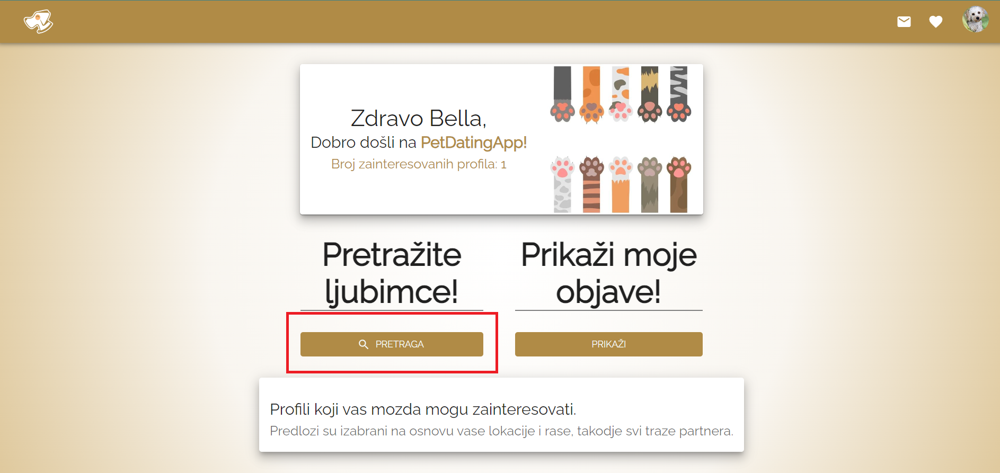 Zdravo Bella,
Dobro došli na PetDatingApp!
Broj zainteresovanih profila: 1
Pretražite
ljubimce!
PRETRAGA
Prikaži moje
objave!
PRIKAŽI
Profili koji vas mozda mogu zainteresovati.
Predlozi su izabrani na osnovu vase lokacije i rase, takodje svi traze partnera.